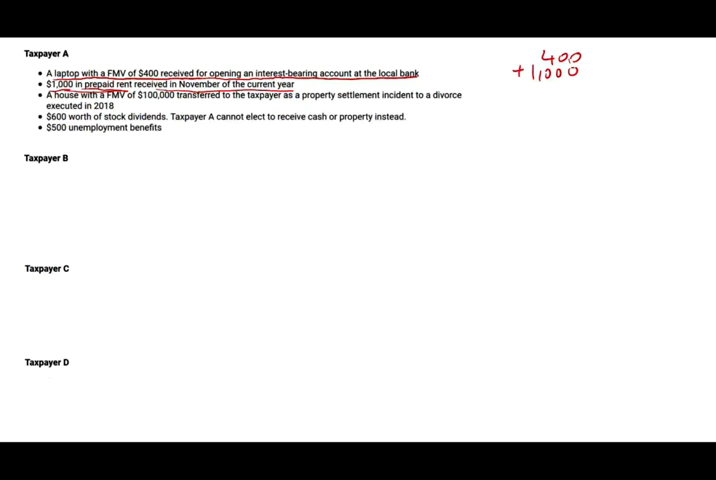 Taxpayer A
400
• A laptop with a FMV of $400 received for opening an interest-bearing account at the local bank
+ 1,000
• $1,000 in prepaid rent received in November of the current year
• A house with a FMV of $100,000 transferred to the taxpayer as a property settlement incident to a divorce
executed in 2018
• $600 worth of stock dividends. Taxpayer A cannot elect to receive cash or property instead.
• $500 unemployment benefits
Taxpayer B
Taxpayer C
Taxpayer D